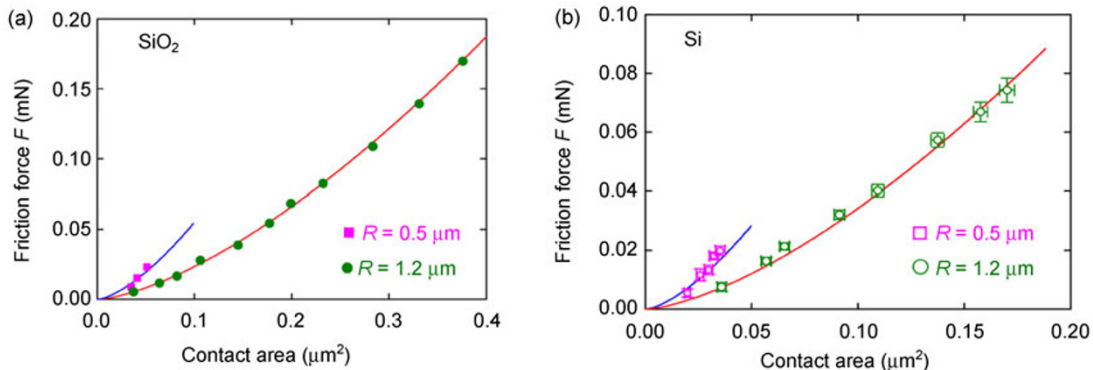 (a)
SiO₂
0.20
0.15
0.10
0.05
0.00
Friction force F (mN)
R = 0.5 μm
R = 1.2 μm
0.0 0.1 0.2 0.3 0.4
Contact area (μm²)
(b)
Si
0.10
0.08
0.06
0.04
0.02
0.00
Friction force F (mN)
R = 0.5 μm
R = 1.2 μm
0.00 0.05 0.10 0.15 0.20
Contact area (μm²)